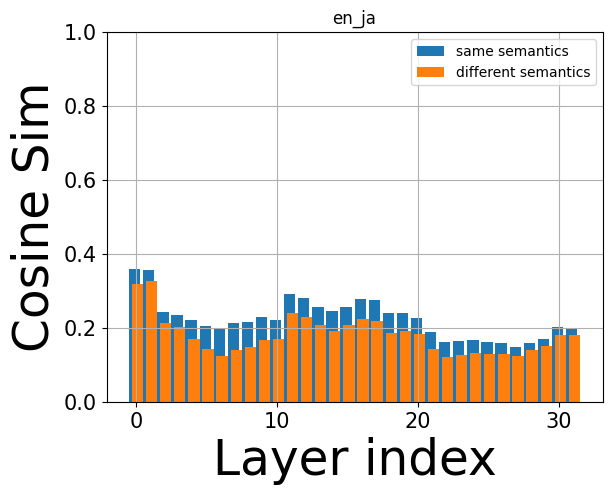 en_ja
same semantics
different semantics
Cosine Sim
1.0
0.8
0.6
0.4
0.2
0.0
0 10 20 30
Layer index